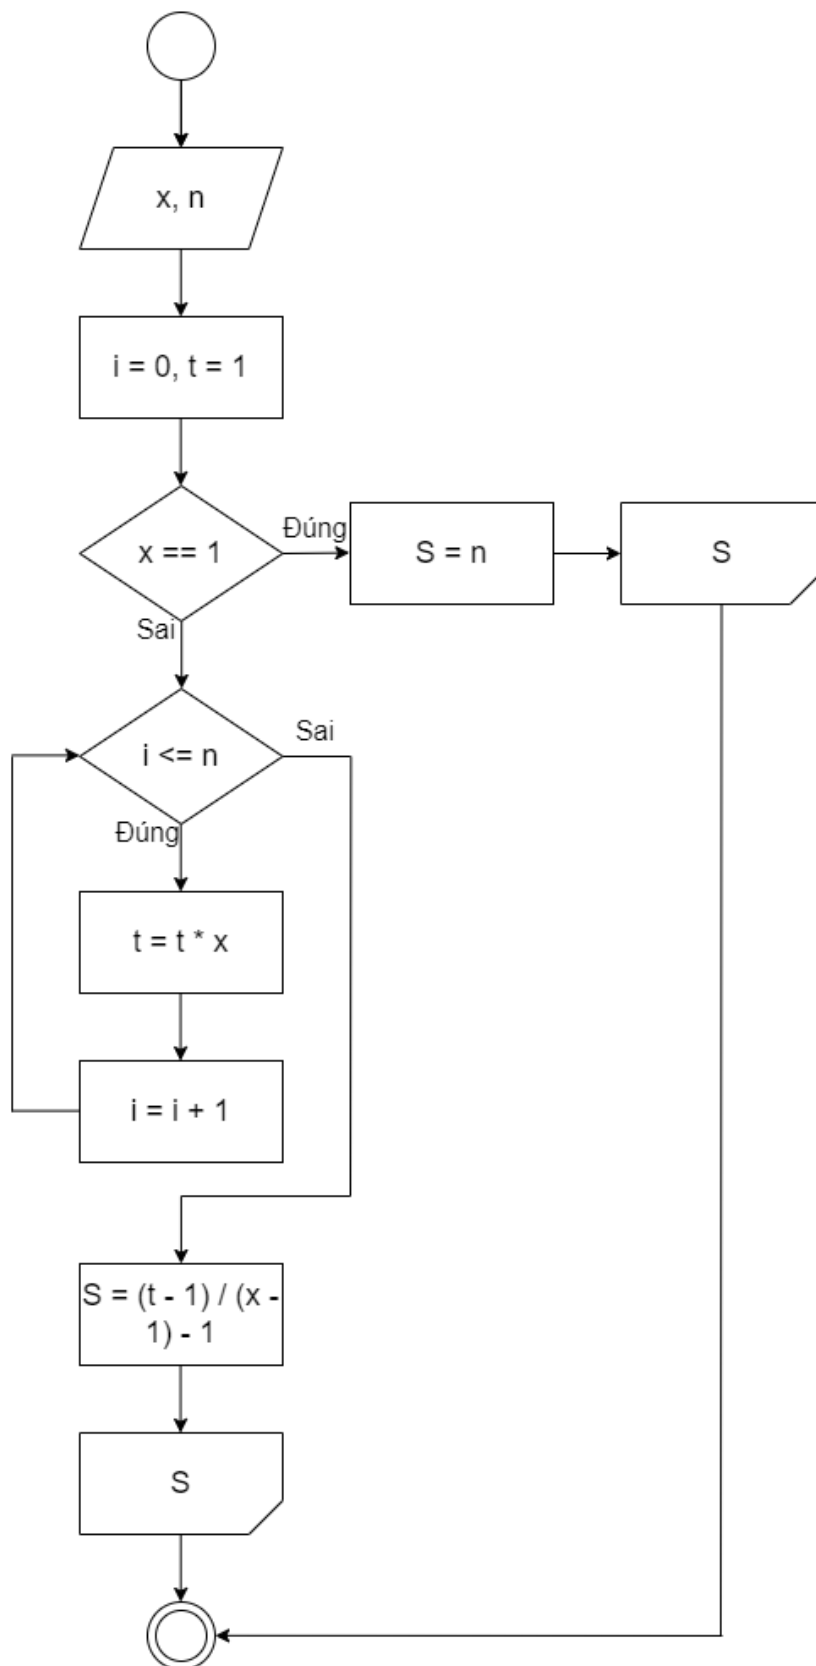 x, n
i = 0, t = 1
x == 1
Đúng
S = n
S
Sai
i <= n
Sai
Đúng
t = t * x
i = i + 1
S = (t - 1) / (x -
1) - 1
S